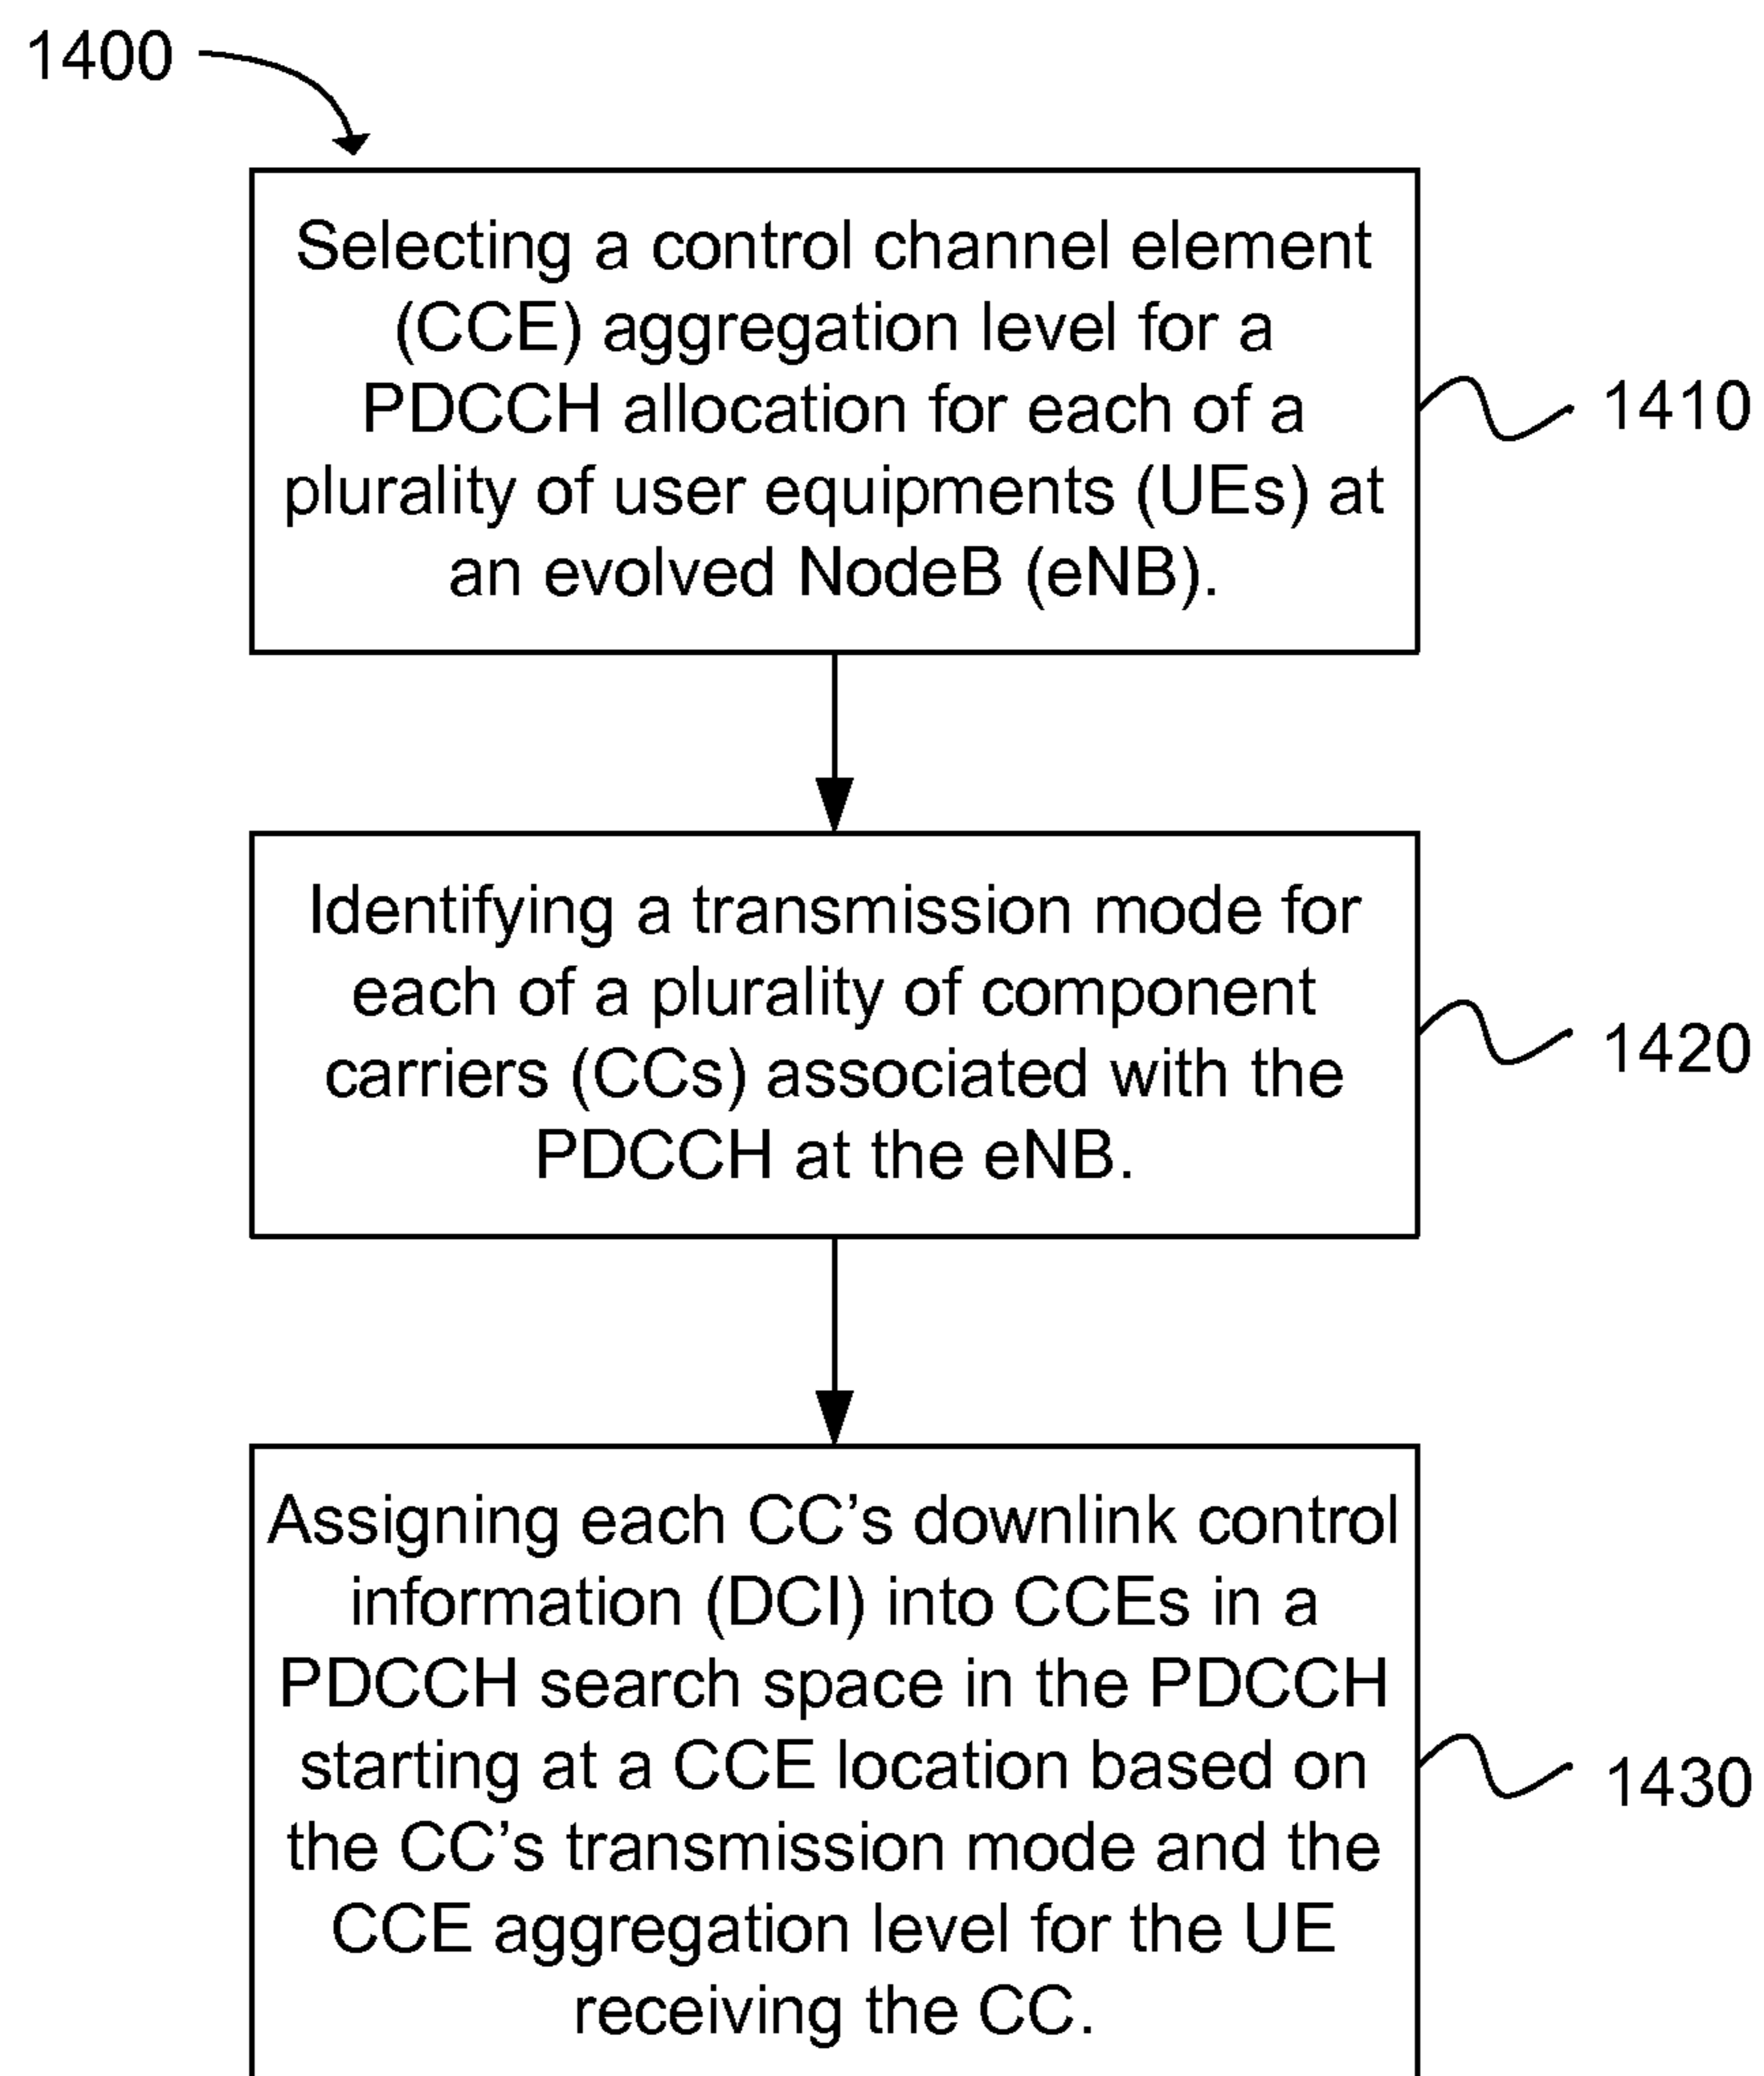 1400
Selecting a control channel element
(CCE) aggregation level for a
PDCCH allocation for each of a
plurality of user equipments (UEs) at
an evolved NodeB (eNB).
1410
Identifying a transmission mode for
each of a plurality of component
carriers (CCs) associated with the
PDCCH at the eNB.
1420
Assigning each CC’s downlink control
information (DCI) into CCEs in a
PDCCH search space in the PDCCH
starting at a CCE location based on
the CC’s transmission mode and the
CCE aggregation level for the UE
receiving the CC.
1430